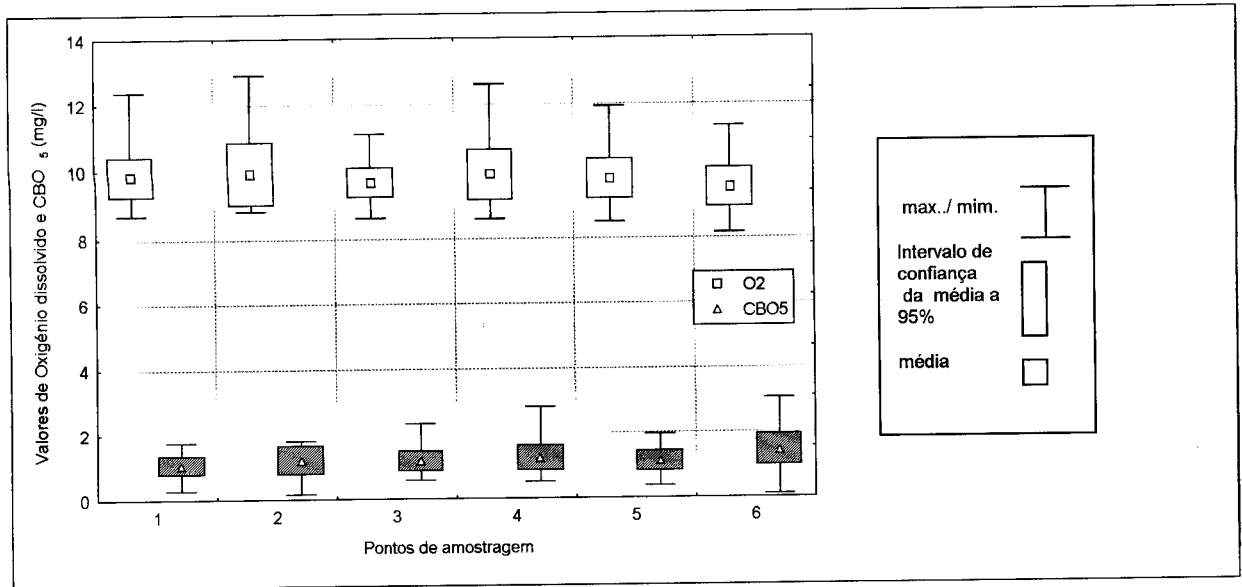 Valores de Oxigénio dissolvido e CBO 5 (mg/l)
14
12
10
8
6
4
2
0
1
2
3
4
5
6
Pontos de amostragem
O2
CBO5
max../ mim.
Intervalo de
confiança
da média a
95%
média